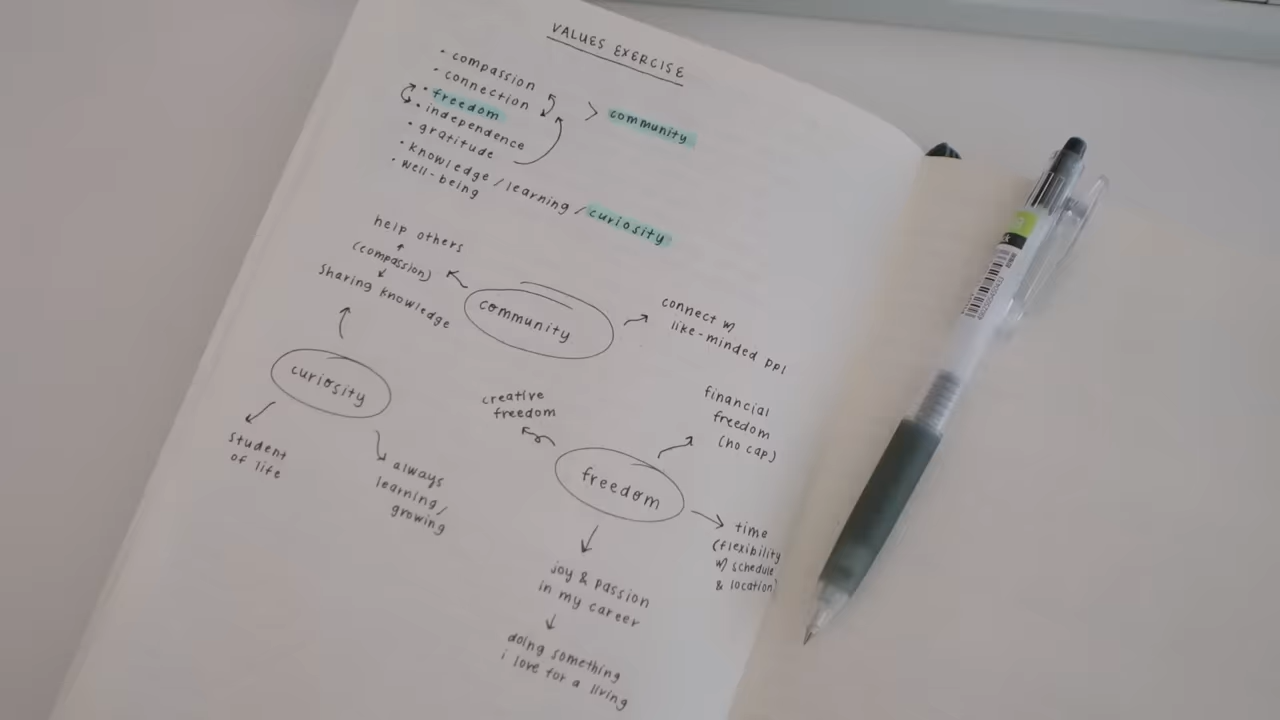 VALUES EXERCISE
• compassion
• connection
• freedom
• independence
• gratitude
• knowledge / learning / curiosity
• well-being
> community
help others
(compassion)
sharing knowledge
community
connect w/
like-minded ppl
curiosity
student
of life
always
learning/
growing
creative
freedom
financial
freedom
(no cap)
freedom
time
(flexibility
w/ schedule
& location)
joy & passion
in my career
doing something
i love for a living